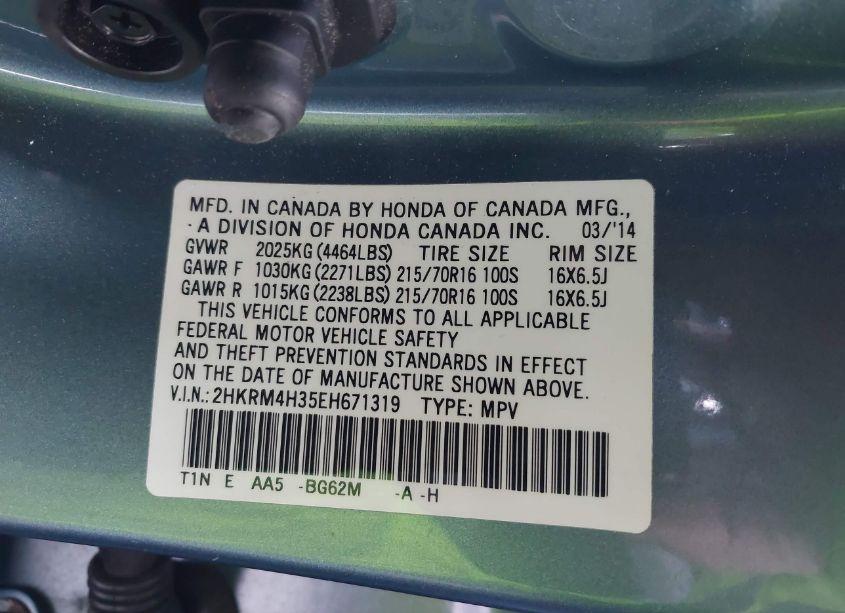 MFD. IN CANADA BY HONDA OF CANADA MFG.,
-A DIVISION OF HONDA CANADA INC. 03/'14
GVWR 2025KG(4464LBS) TIRE SIZE RIM SIZE
GAWR F 1030KG(2271LBS) 215/70R16 100S 16X6.5J
GAWR R 1015KG(2238LBS) 215/70R16 100S 16X6.5J
THIS VEHICLE CONFORMS TO ALL APPLICABLE
FEDERAL MOTOR VEHICLE SAFETY
AND THEFT PREVENTION STANDARDS IN EFFECT
ON THE DATE OF MANUFACTURE SHOWN ABOVE.
V.I.N.: 2HKRM4H35EH671319 TYPE: MPV
T1N E AA5 -BG62M -A -H